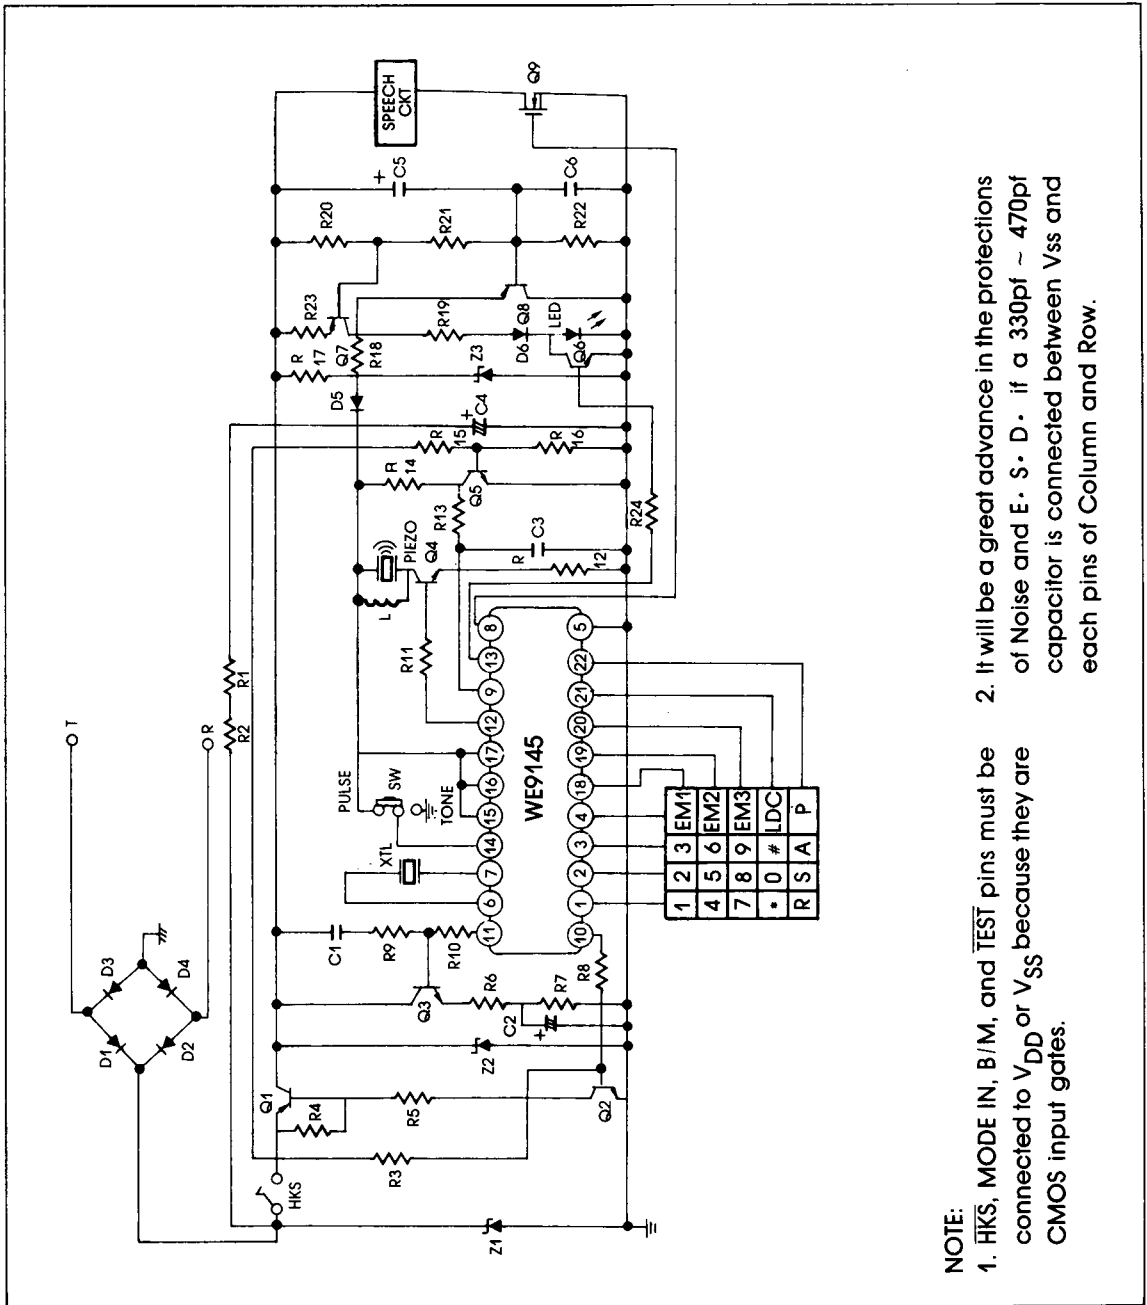 T
R
D1
D3
D2
D4
R2
R1
HKS
Q1
R4
R3
R5
Q2
Z1
Z2
Q3
R6
C2
+
R7
R8
C1
R9
R10
XTL
PULSE
SW
TONE
L
PIEZO
Q4
R11
R
12
C3
R13
R
14
Q5
R
15
R
16
C4
+
D5
R18
R
17
Z3
Q7
R23
R19
D6
LED
Q6
Q8
R20
R21
R22
C5
+
C6
R24
SPEECH
CKT
Q9
11 6 7 14 15 16 17 12 9 13 8
WE9145
10 1 2 3 4 18 19 20 21 22 5
1 2 3 EM1
4 5 6 EM2
7 8 9 EM3
* 0 # LDC
R S A P
NOTE:
1. HKS, MODE IN, B/M, and TEST pins must be
connected to VDD or VSS because they are
CMOS input gates.
2. It will be a great advance in the protections
of Noise and E· S· D· if a 330pf ~ 470pf
capacitor is connected between Vss and
each pins of Column and Row.